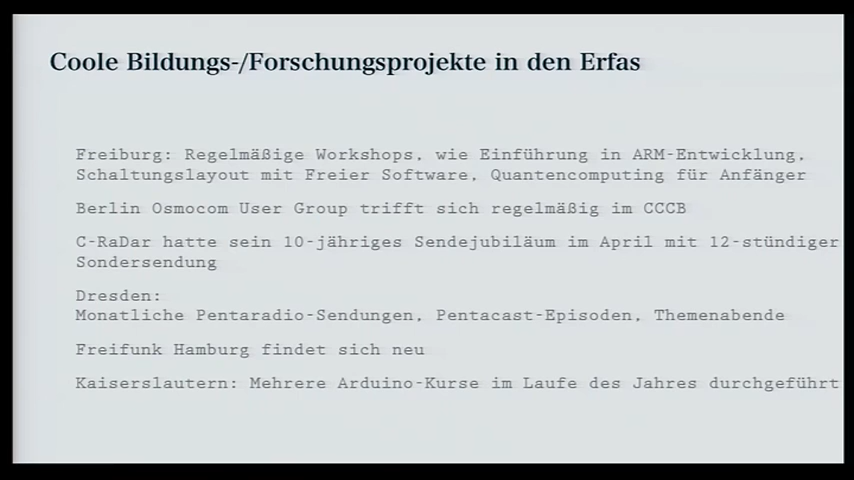 Coole Bildungs-/Forschungsprojekte in den Erfas
Freiburg: Regelmäßige Workshops, wie Einführung in ARM-Entwicklung,
Schaltungslayout mit Freier Software, Quantencomputing für Anfänger
Berlin Osmocom User Group trifft sich regelmäßig im CCCB
C-RaDar hatte sein 10-jähriges Sendejubiläum im April mit 12-stündiger
Sondersendung
Dresden:
Monatliche Pentaradio-Sendungen, Pentacast-Episoden, Themenabende
Freifunk Hamburg findet sich neu
Kaiserslautern: Mehrere Arduino-Kurse im Laufe des Jahres durchgeführt